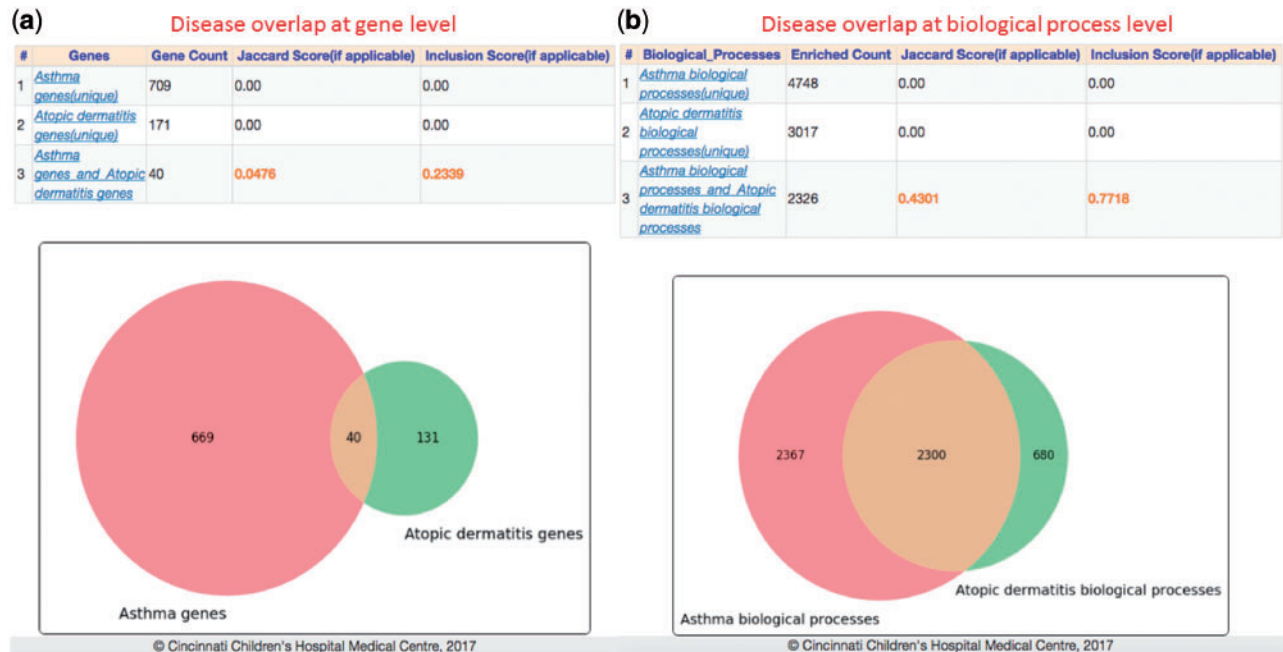 (a) Disease overlap at gene level
# Genes Gene Count Jaccard Score(if applicable) Inclusion Score(if applicable)
1 Asthma genes(unique) 709 0.00 0.00
2 Atopic dermatitis genes(unique) 171 0.00 0.00
3 Asthma genes and Atopic dermatitis genes 40 0.0476 0.2339
669
40
131
Atopic dermatitis genes
Asthma genes
© Cincinnati Children's Hospital Medical Centre, 2017
(b) Disease overlap at biological process level
# Biological_Processes Enriched Count Jaccard Score(if applicable) Inclusion Score(if applicable)
1 Asthma biological processes(unique) 4748 0.00 0.00
2 Atopic dermatitis biological processes(unique) 3017 0.00 0.00
3 Asthma biological processes and Atopic dermatitis biological processes 2326 0.4301 0.7718
2367
2300
680
Atopic dermatitis biological processes
Asthma biological processes
© Cincinnati Children's Hospital Medical Centre, 2017